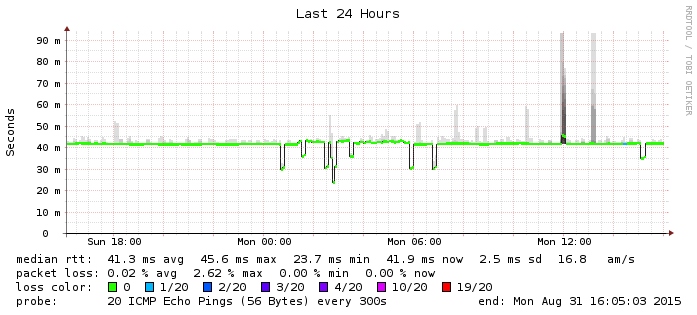 Last 24 Hours
RRDTOOL / TOBI OETIKER
Seconds
90 m
80 m
70 m
60 m
50 m
40 m
30 m
20 m
10 m
0
Sun 18:00 Mon 00:00 Mon 06:00 Mon 12:00
median rtt: 41.3 ms avg 45.6 ms max 23.7 ms min 41.9 ms now 2.5 ms sd 16.8 am/s
packet loss: 0.02 % avg 2.62 % max 0.00 % min 0.00 % now
loss color: 0 1/20 2/20 3/20 4/20 10/20 19/20
probe: 20 ICMP Echo Pings (56 Bytes) every 300s end: Mon Aug 31 16:05:03 2015